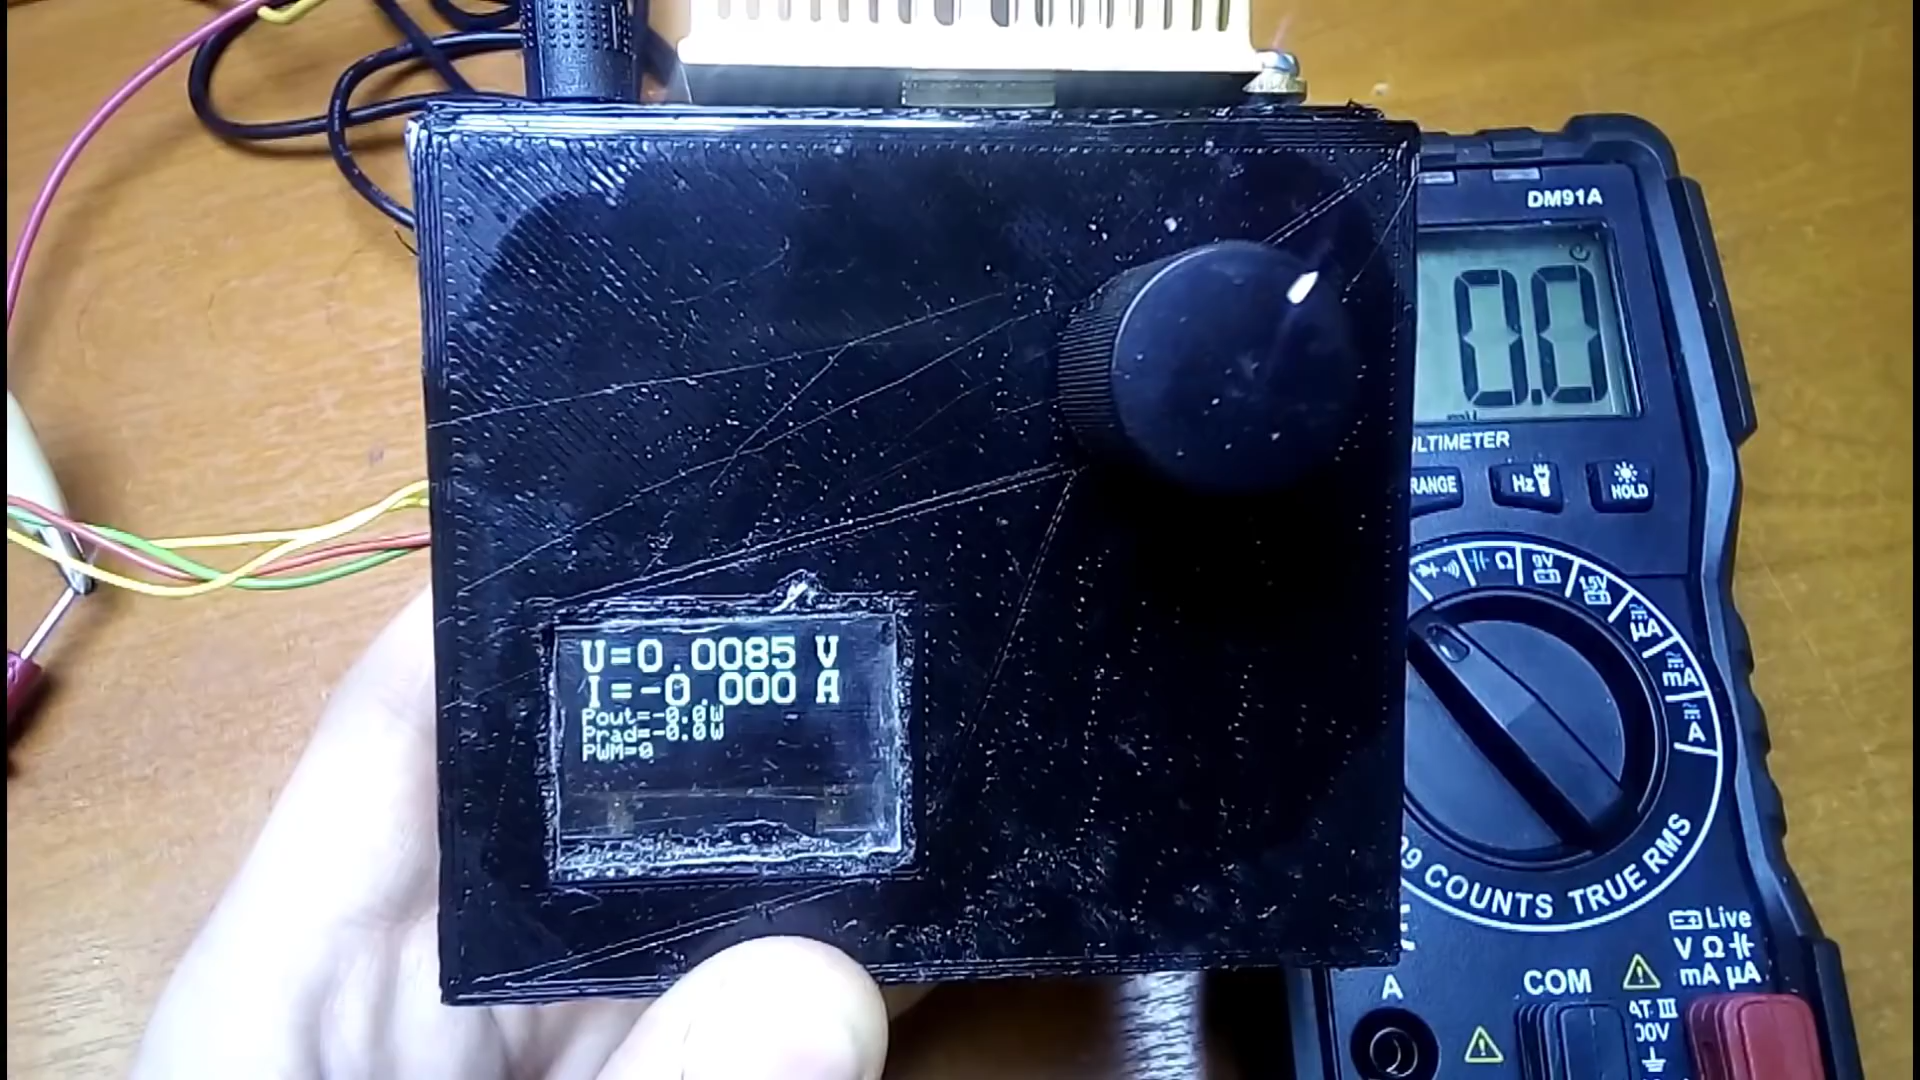 DM91A
0.0
RANGE
Hz
HOLD
Ω
9V
1.5V
µA
mA
A
U=0.0085 V
I=-0.000 A
Pout=-0.0W
Prad=-0.0W
PWM=0
COUNTS TRUE RMS
Live
V Ω
mA µA
A
COM